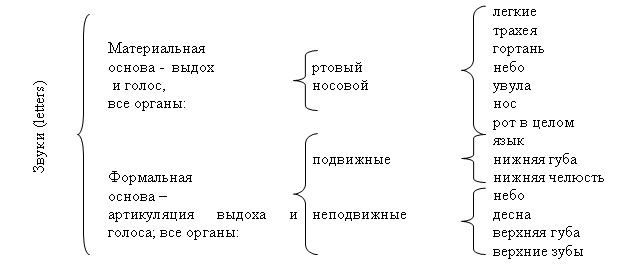 Звуки (letters)
Материальная
основа - выдох
и голос,
все органы:
Формальная
основа –
артикуляция выдоха и
голоса; все органы:
ртовый
носовой
подвижные
неподвижные
легкие
трахея
гортань
небо
увула
нос
рот в целом
язык
нижняя губа
нижняя челюсть
небо
десна
верхняя губа
верхние зубы